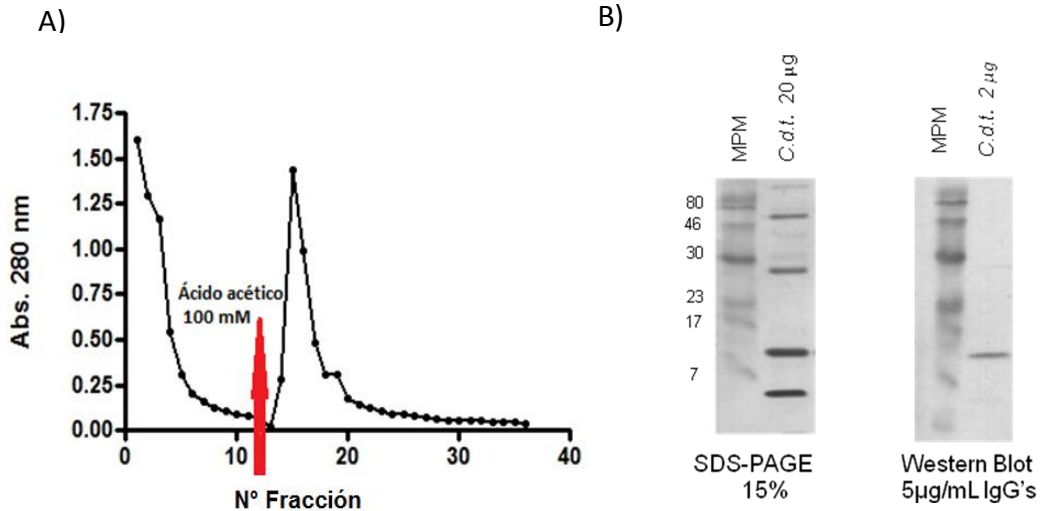 A)
1.75
1.50
1.25
1.00
0.75
0.50
0.25
0.00
Abs. 280 nm
Ácido acético
100 mM
0
10
20
30
40
Nº Fracción
B)
MPM
C.d.t. 20 µg
80
46
30
23
17
7
SDS-PAGE
15%
MPM
C.d.t. 2 µg
Western Blot
5µg/mL IgG's